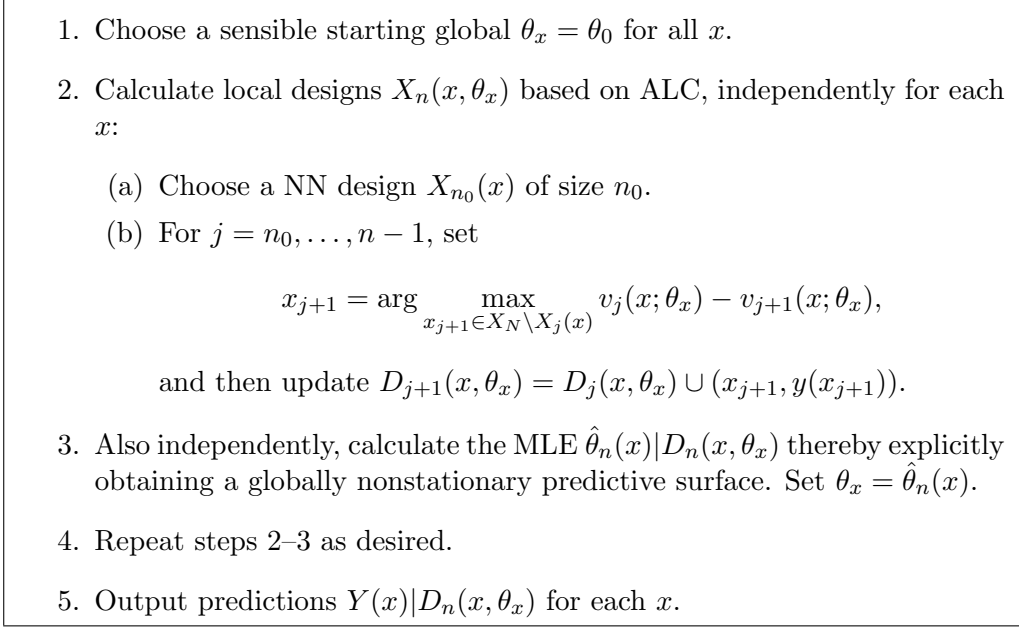 1. Choose a sensible starting global θ_x = θ_0 for all x.
2. Calculate local designs X_n(x, θ_x) based on ALC, independently for each
x:
(a) Choose a NN design X_{n_0}(x) of size n_0.
(b) For j = n_0, . . . , n − 1, set
x_{j+1} = arg max_{x_{j+1}∈X_N\X_j(x)} v_j(x; θ_x) − v_{j+1}(x; θ_x),
and then update D_{j+1}(x, θ_x) = D_j(x, θ_x) ∪ (x_{j+1}, y(x_{j+1})).
3. Also independently, calculate the MLE θ̂_n(x)|D_n(x, θ_x) thereby explicitly
obtaining a globally nonstationary predictive surface. Set θ_x = θ̂_n(x).
4. Repeat steps 2–3 as desired.
5. Output predictions Y(x)|D_n(x, θ_x) for each x.